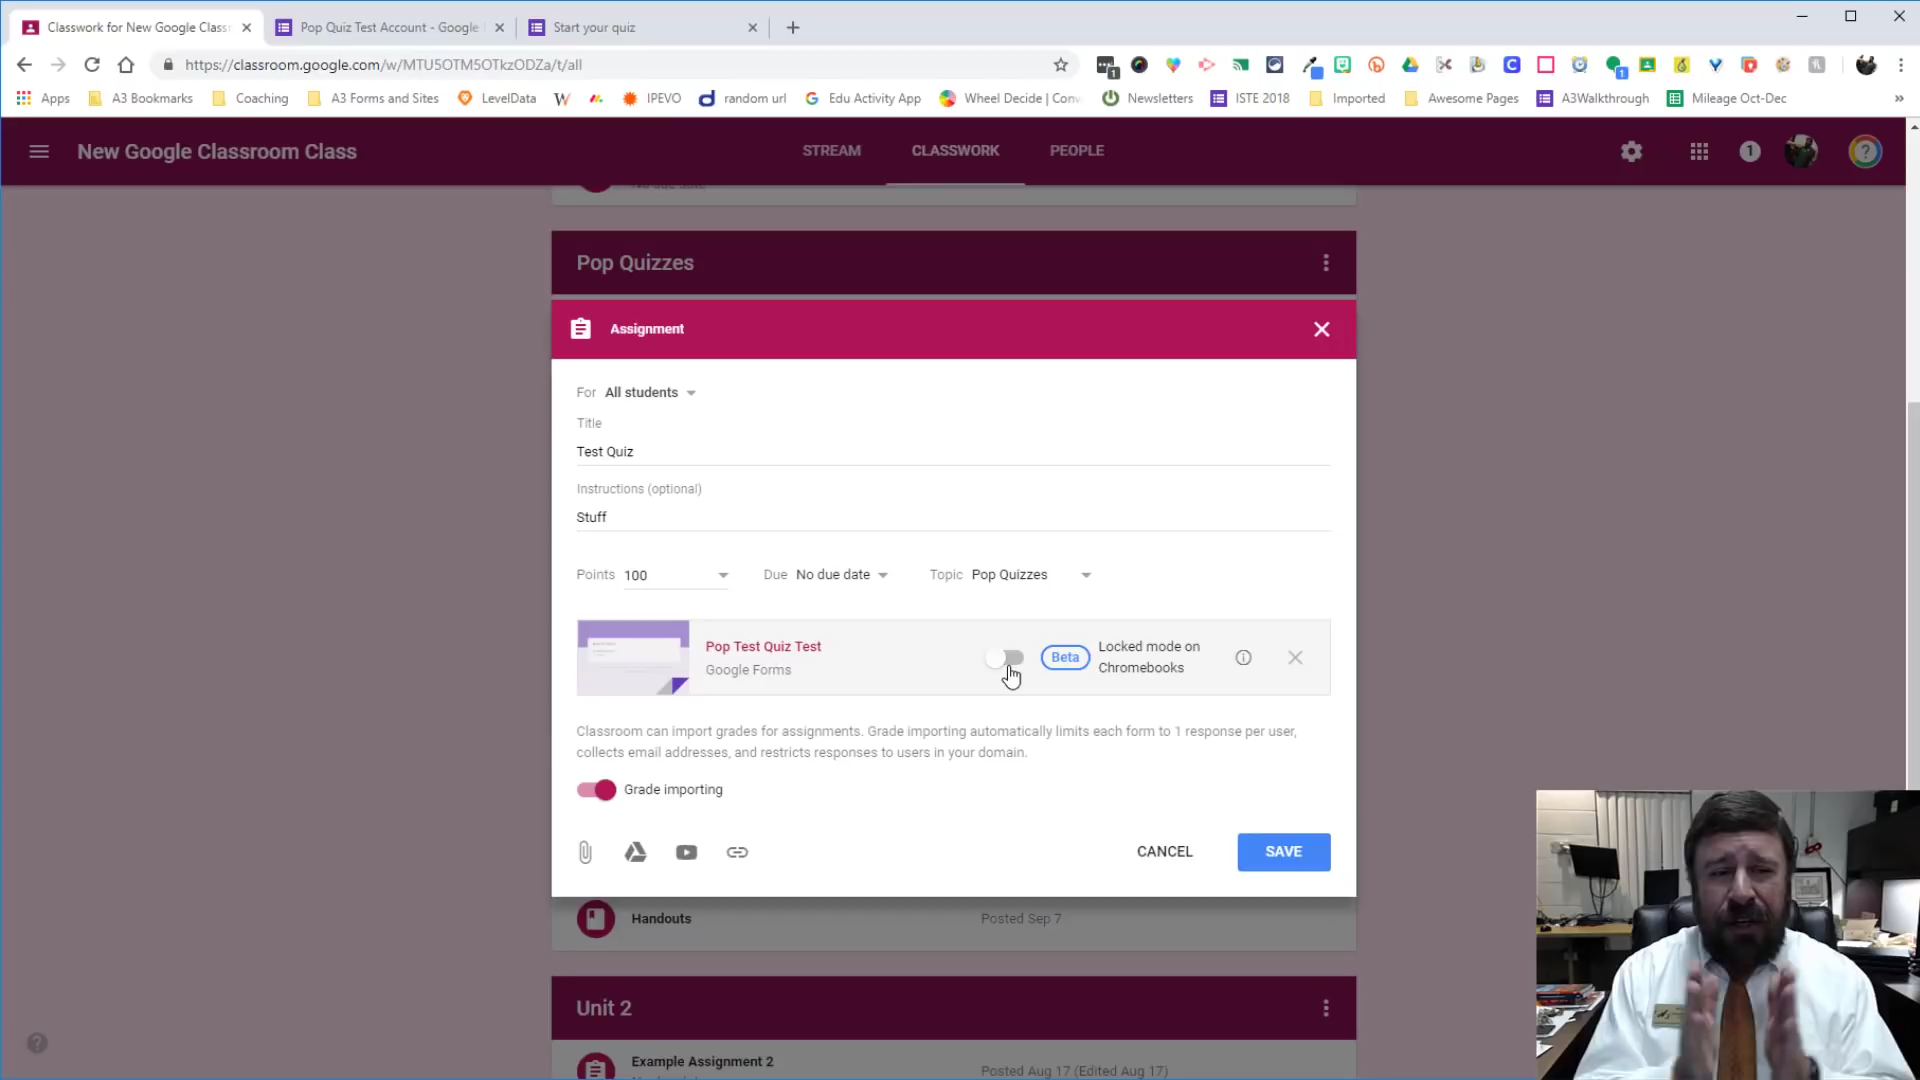 Classwork for New Google Class
Pop Quiz Test Account - Google
Start your quiz
https://classroom.google.com/w/MTU5OTM5OTkzODZa/t/all
Apps
A3 Bookmarks
Coaching
A3 Forms and Sites
LevelData
IPEVO
random url
Edu Activity App
Wheel Decide | Conv
Newsletters
ISTE 2018
Imported
Awesome Pages
A3Walkthrough
Mileage Oct-Dec
New Google Classroom Class
STREAM
CLASSWORK
PEOPLE
1
Pop Quizzes
Assignment
For All students
Title
Test Quiz
Instructions (optional)
Stuff
Points 100
Due No due date
Topic Pop Quizzes
Pop Test Quiz Test
Google Forms
Beta
Locked mode on
Chromebooks
Classroom can import grades for assignments. Grade importing automatically limits each form to 1 response per user,
collects email addresses, and restricts responses to users in your domain.
Grade importing
CANCEL
SAVE
Handouts
Posted Sep 7
Unit 2
Example Assignment 2
Posted Aug 17 (Edited Aug 17)